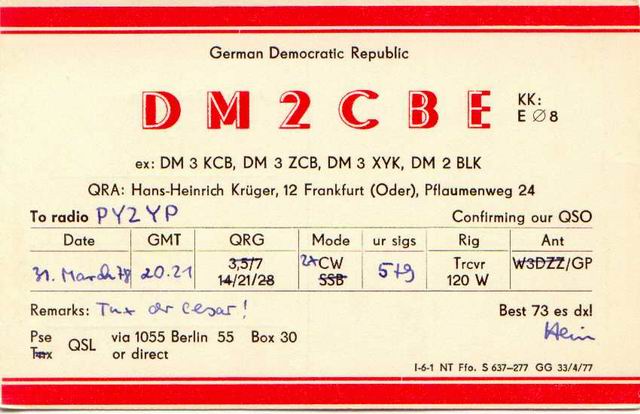 German Democratic Republic
DM2CBE KK: E Ø8
ex: DM 3 KCB, DM 3 ZCB, DM 3 XYK, DM 2 BLK
QRA: Hans-Heinrich Krüger, 12 Frankfurt (Oder), Pflaumenweg 24
To radio PY2YP Confirming our QSO
Date GMT QRG Mode ur sigs Rig Ant
31. March 78 20.21 3,5/7 14/21/28 2x CW SSB 579 Trcvr 120 W W3DZZ/GP
Remarks: Tnx dr Cesar! Best 73 es dx!
Hein
Pse Tnx QSL via 1055 Berlin 55 Box 30
or direct
I-6-1 NT Ffo. S 637-277 GG 33/4/77